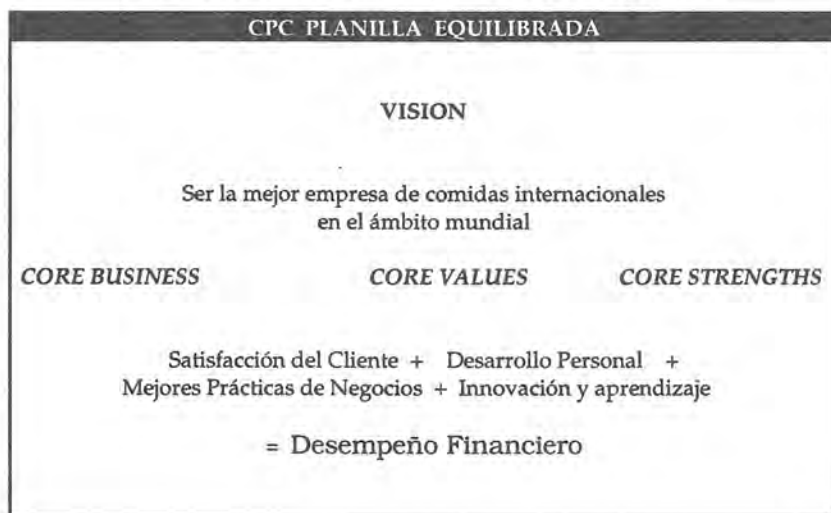 CPC PLANILLA EQUILIBRADA
VISION
Ser la mejor empresa de comidas internacionales
en el ámbito mundial
CORE BUSINESS CORE VALUES CORE STRENGTHS
Satisfacción del Cliente + Desarrollo Personal +
Mejores Prácticas de Negocios + Innovación y aprendizaje
= Desempeño Financiero